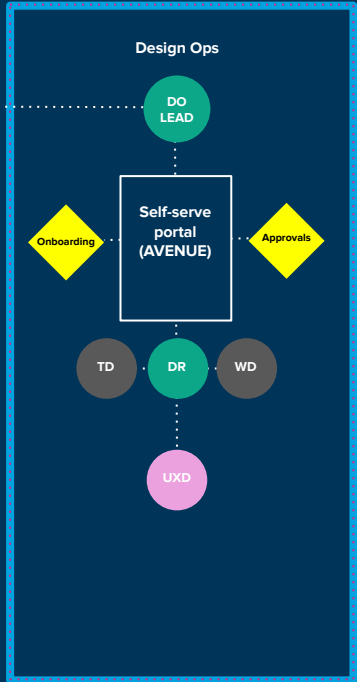 Design Ops
DO
LEAD
Self-serve
portal
(AVENUE)
Onboarding
Approvals
TD
DR
WD
UXD